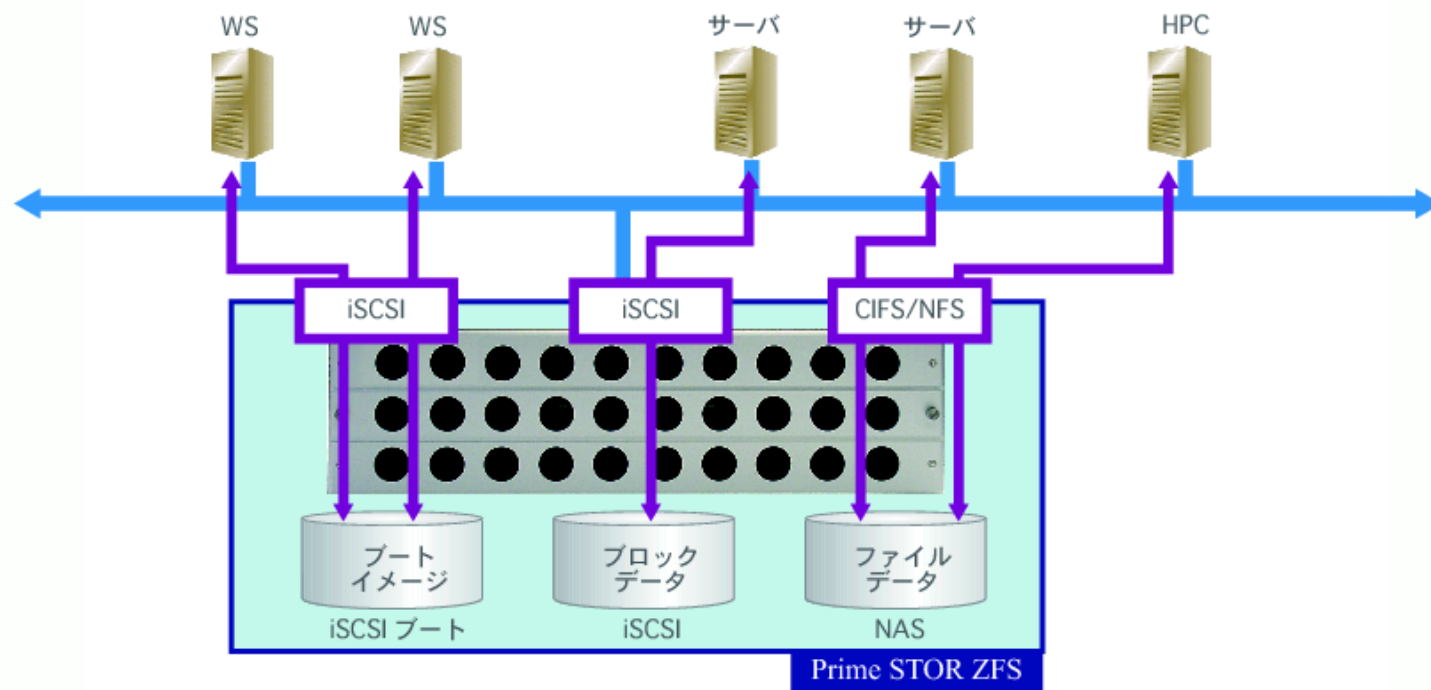 WS
WS
サーバ
サーバ
HPC
iSCSI
iSCSI
CIFS/NFS
ブート
イメージ
ブロック
データ
ファイル
データ
iSCSI ブート
iSCSI
NAS
Prime STOR ZFS